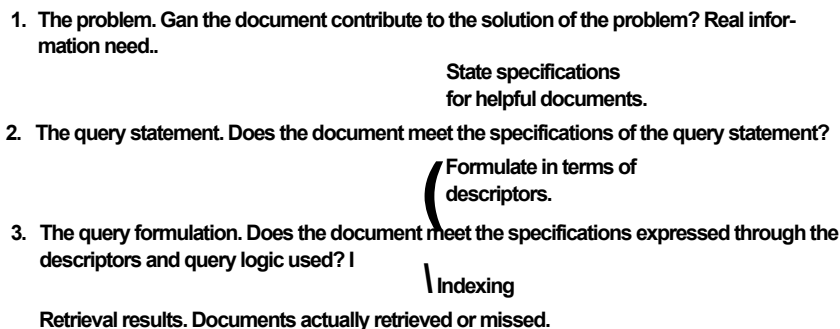 1. The problem. Gan the document contribute to the solution of the problem? Real infor-
mation need..
State specifications
for helpful documents.
2. The query statement. Does the document meet the specifications of the query statement?
Formulate in terms of
descriptors.
3. The query formulation. Does the document meet the specifications expressed through the
descriptors and query logic used? I
Indexing
Retrieval results. Documents actually retrieved or missed.